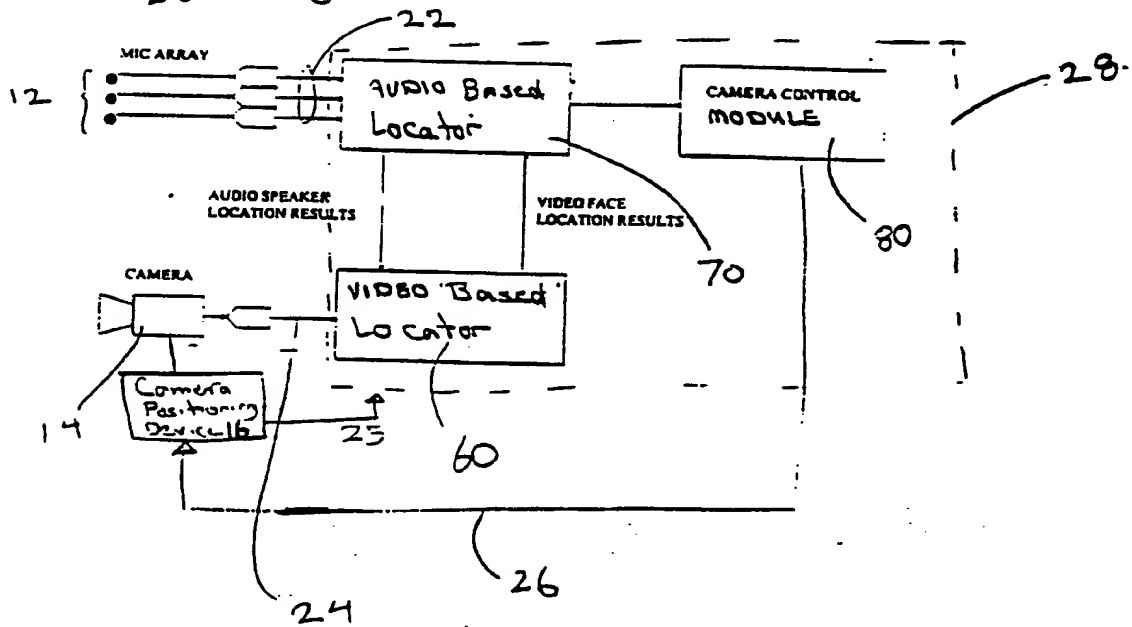 22
MIC ARRAY
12
AUDIO Based
Locator
CAMERA CONTROL
MODULE
28
AUDIO SPEAKER
LOCATION RESULTS
VIDEO FACE
LOCATION RESULTS
70
80
CAMERA
VIDEO Based
Locator
Camera
Positioning
Device 16
14
25
60
26
24